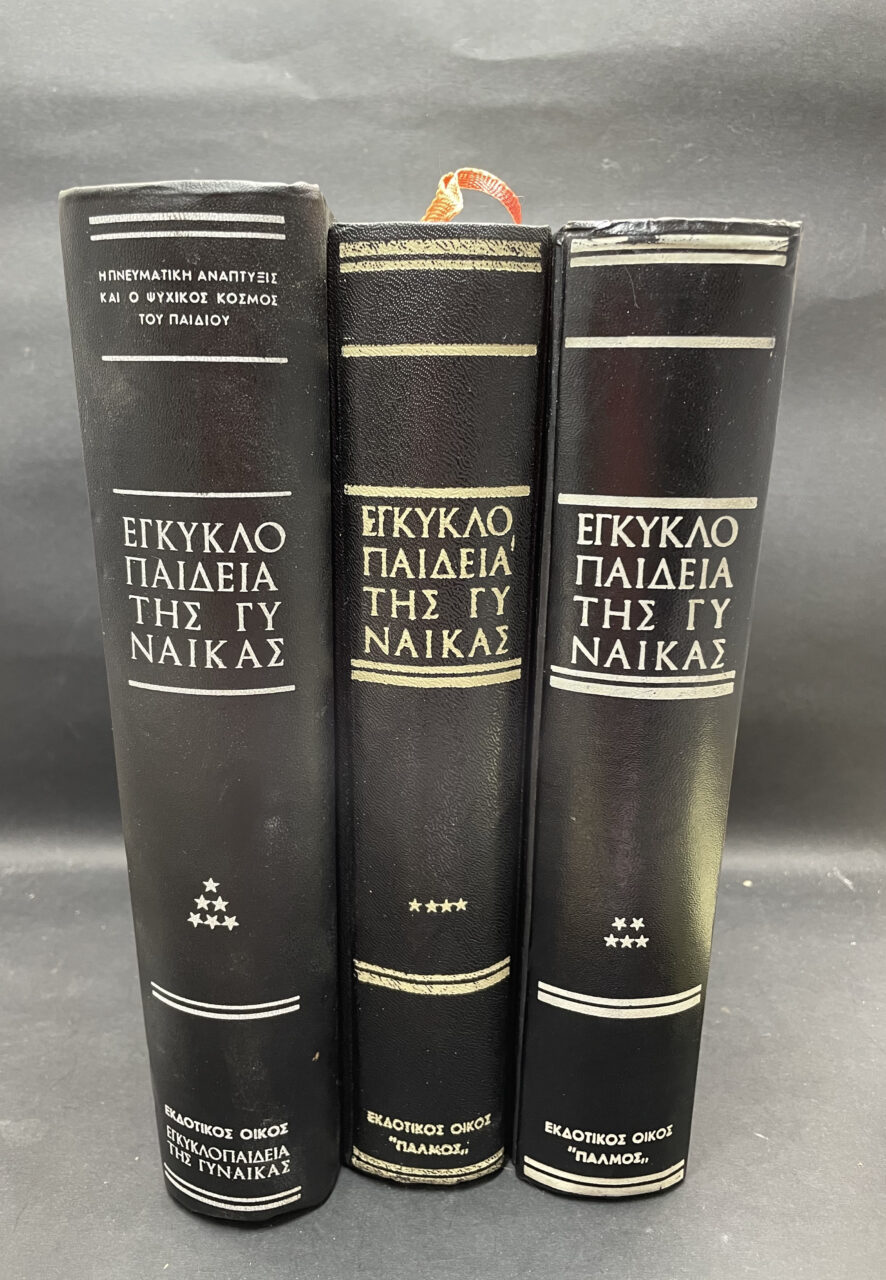 Η ΠΝΕΥΜΑΤΙΚΗ ΑΝΑΠΤΥΞΙΣ
ΚΑΙ Ο ΨΥΧΙΚΟΣ ΚΟΣΜΟΣ
ΤΟΥ ΠΑΙΔΙΟΥ
ΕΓΚΥΚΛΟ
ΠΑΙΔΕΙΑ
ΤΗΣ ΓΥ
ΝΑΙΚΑΣ
ΕΚΔΟΤΙΚΟΣ ΟΙΚΟΣ
ΕΓΚΥΚΛΟΠΑΙΔΕΙΑ
ΤΗΣ ΓΥΝΑΙΚΑΣ
ΕΓΚΥΚΛΟ
ΠΑΙΔΕΙΑ
ΤΗΣ ΓΥ
ΝΑΙΚΑΣ
ΕΚΔΟΤΙΚΟΣ ΟΙΚΟΣ
"ΠΑΛΜΟΣ„
ΕΓΚΥΚΛΟ
ΠΑΙΔΕΙΑ
ΤΗΣ ΓΥ
ΝΑΙΚΑΣ
ΕΚΔΟΤΙΚΟΣ ΟΙΚΟΣ
"ΠΑΛΜΟΣ„